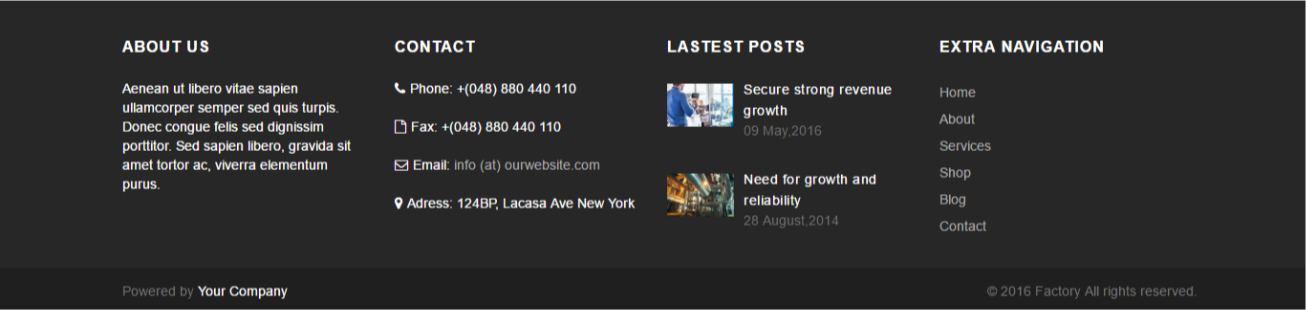 ABOUT US
Aenean ut libero vitae sapien
ullamcorper semper sed quis turpis.
Donec congue felis sed dignissim
porttitor. Sed sapien libero, gravida sit
amet tortor ac, viverra elementum
purus.
CONTACT
Phone: +(048) 880 440 110
Fax: +(048) 880 440 110
Email: info (at) ourwebsite.com
Adress: 124BP, Lacasa Ave New York
LASTEST POSTS
Secure strong revenue
growth
09 May,2016
Need for growth and
reliability
28 August,2014
EXTRA NAVIGATION
Home
About
Services
Shop
Blog
Contact
Powered by Your Company
© 2016 Factory All rights reserved.